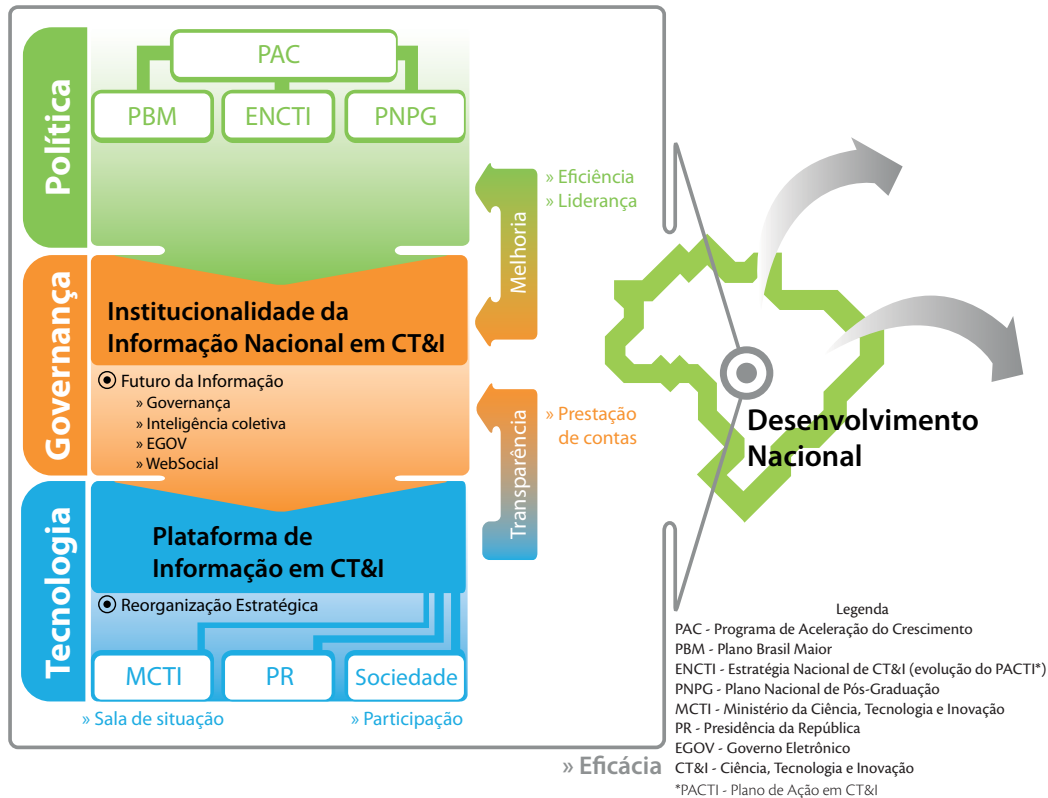 Política
PAC
PBM
ENCTI
PNPG
Melhoria
» Eficiência
» Liderança
Governança
Institucionalidade da
Informação Nacional em CT&I
Futuro da Informação
» Governança
» Inteligência coletiva
» EGOV
» WebSocial
Transparência
» Prestação
de contas
Tecnologia
Plataforma de
Informação em CT&I
Reorganização Estratégica
MCTI
PR
Sociedade
» Sala de situação
» Participação
» Eficácia
Desenvolvimento
Nacional
Legenda
PAC - Programa de Aceleração do Crescimento
PBM - Plano Brasil Maior
ENCTI - Estratégia Nacional de CT&I (evolução do PACTI*)
PNPG - Plano Nacional de Pós-Graduação
MCTI - Ministério da Ciência, Tecnologia e Inovação
PR - Presidência da República
EGOV - Governo Eletrônico
CT&I - Ciência, Tecnologia e Inovação
*PACTI - Plano de Ação em CT&I